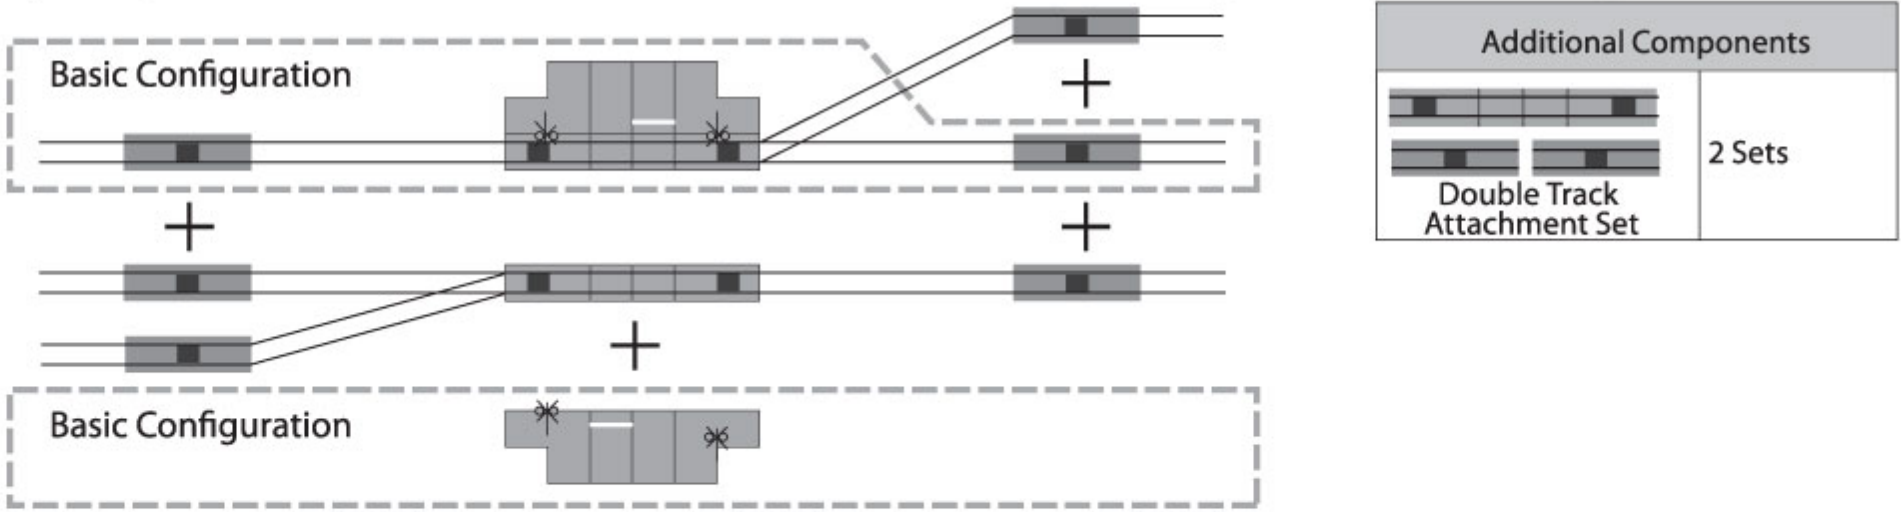 Basic Configuration
Additional Components
2 Sets
Double Track
Attachment Set
Basic Configuration